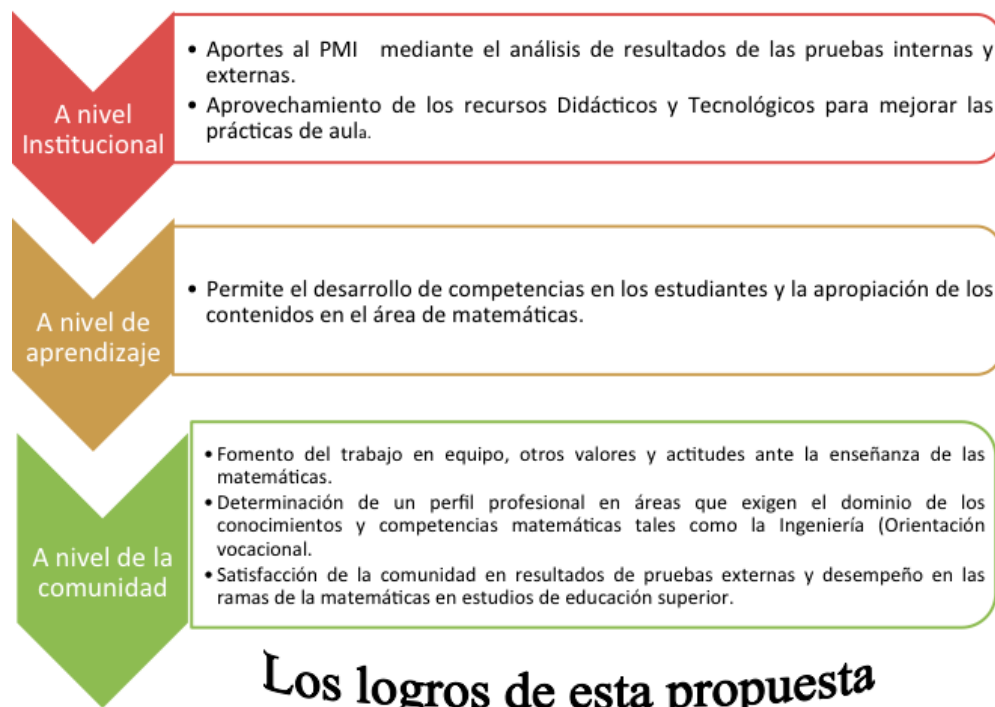 A nivel
Institucional
• Aportes al PMI mediante el análisis de resultados de las pruebas internas y
externas.
• Aprovechamiento de los recursos Didácticos y Tecnológicos para mejorar las
prácticas de aula.
A nivel de
aprendizaje
• Permite el desarrollo de competencias en los estudiantes y la apropiación de los
contenidos en el área de matemáticas.
A nivel de la
comunidad
• Fomento del trabajo en equipo, otros valores y actitudes ante la enseñanza de las
matemáticas.
• Determinación de un perfil profesional en áreas que exigen el dominio de los
conocimientos y competencias matemáticas tales como la Ingeniería (Orientación
vocacional.
• Satisfacción de la comunidad en resultados de pruebas externas y desempeño en las
ramas de la matemáticas en estudios de educación superior.
Los logros de esta propuesta